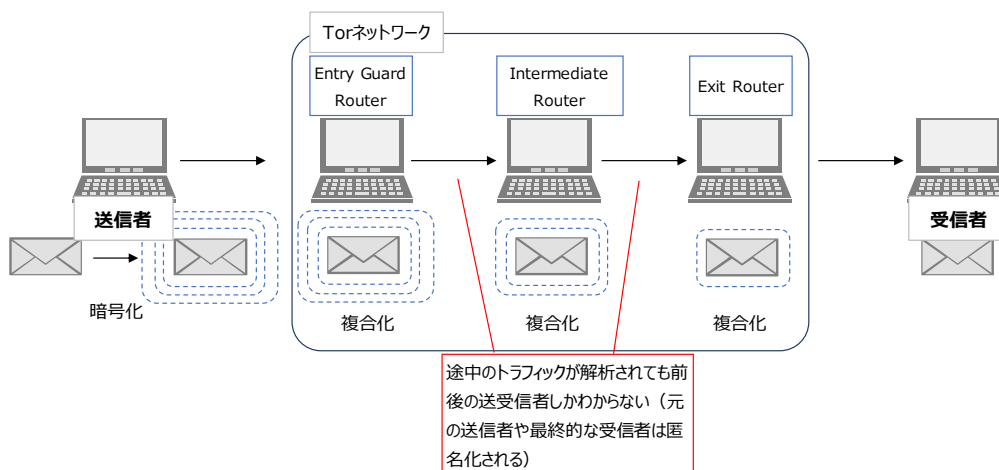 Torネットワーク
Entry Guard
Router
Intermediate
Router
Exit Router
送信者
受信者
暗号化
複合化
複合化
複合化
途中のトラフィックが解析されても前
後の送受信者しかわからない（元
の送信者や最終的な受信者は匿
名化される）